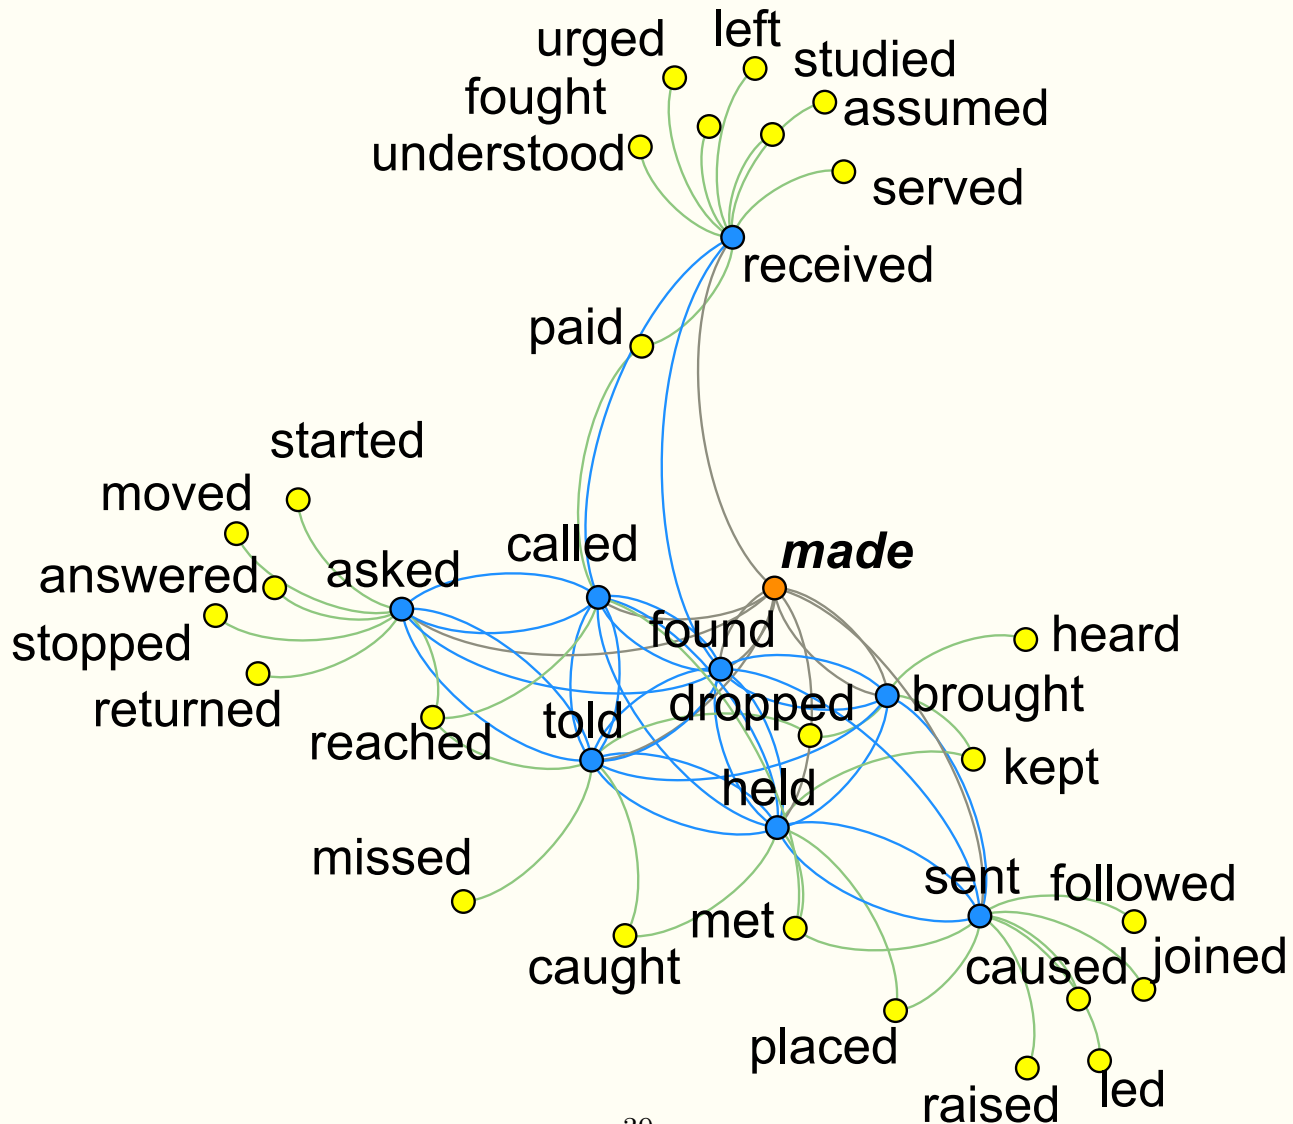 left
urged
studied
fought
assumed
understood
served
received
paid
started
moved
called
made
answered
asked
found
heard
stopped
brought
returned
dropped
told
reached
kept
held
missed
sent
followed
met
caught
caused
joined
placed
led
raised